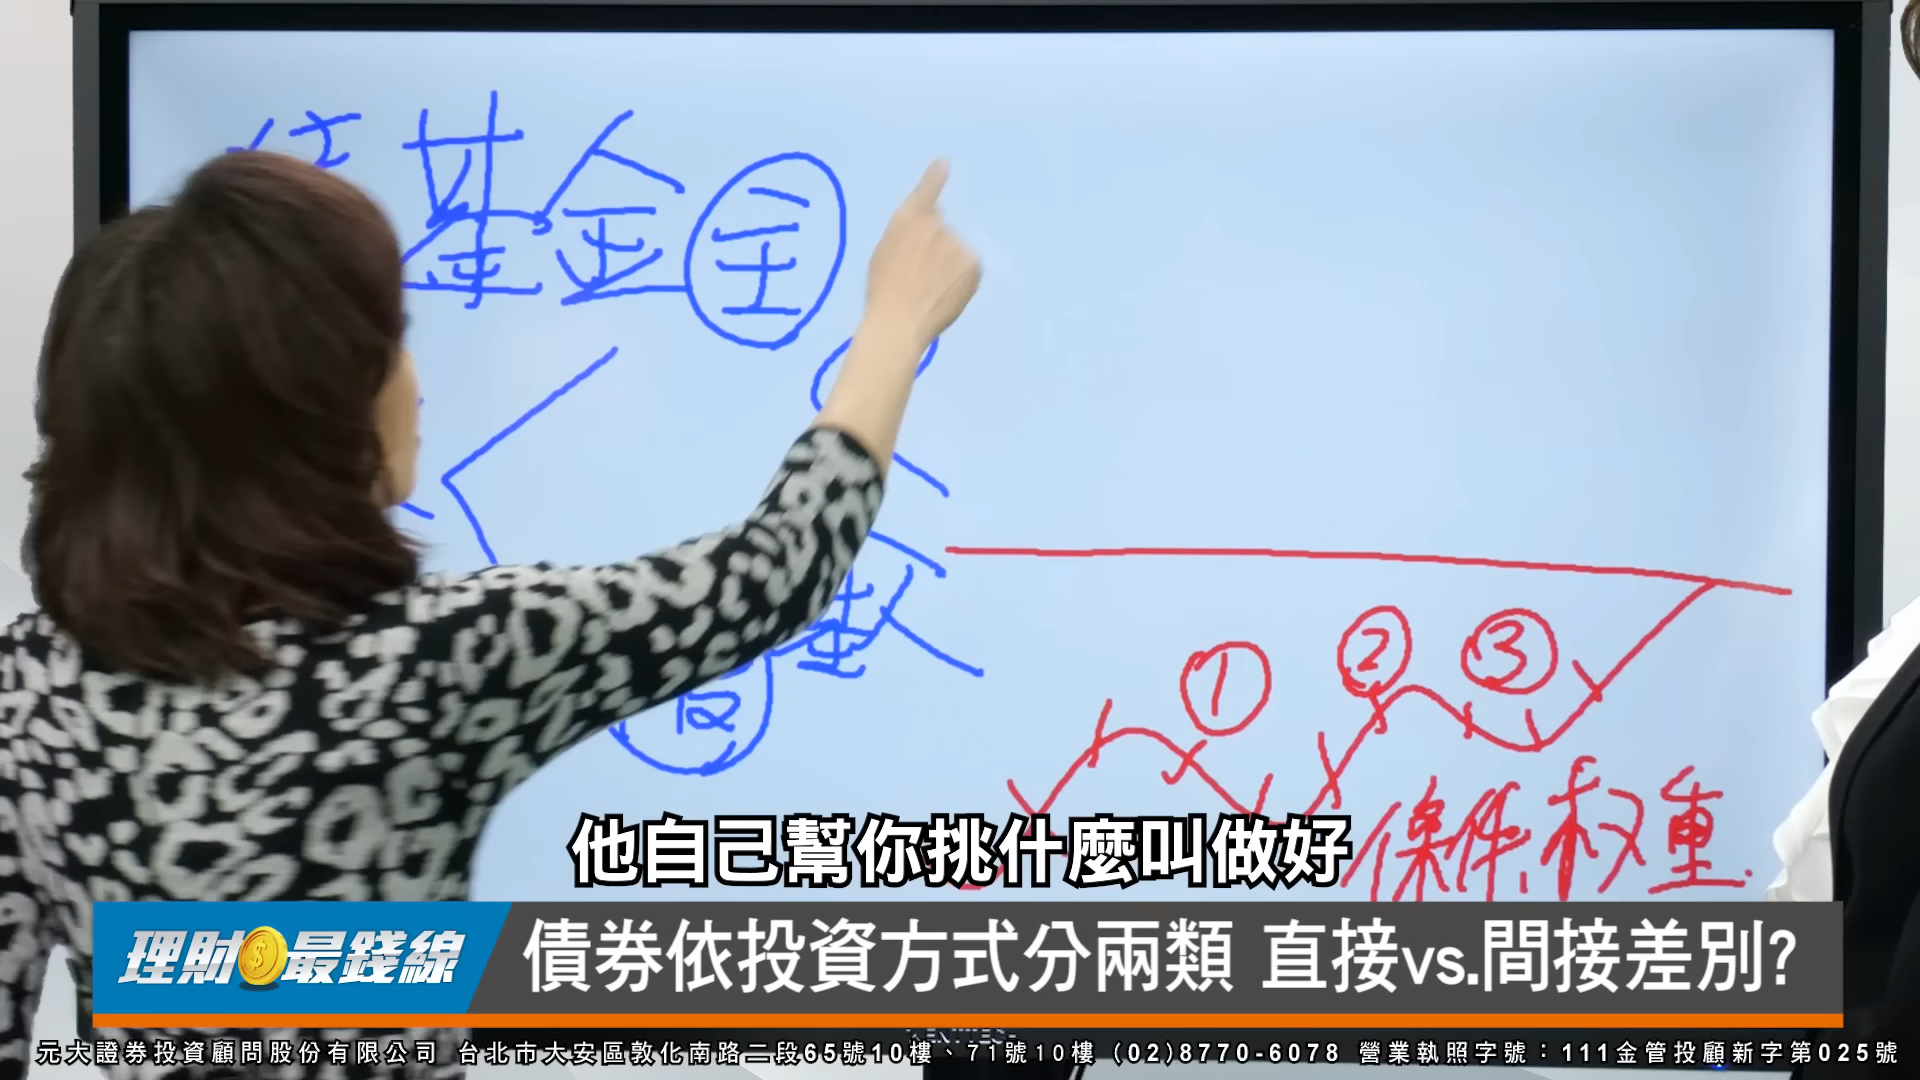 基金
主
①
②
③
條件、权重
他自己幫你挑什麼叫做好
理財最錢線
債券依投資方式分兩類 直接vs.間接差別?
元大證券投資顧問股份有限公司 台北市大安區敦化南路二段65號10樓、71號10樓 (02)8770-6078 營業執照字號：111金管投顧新字第025號